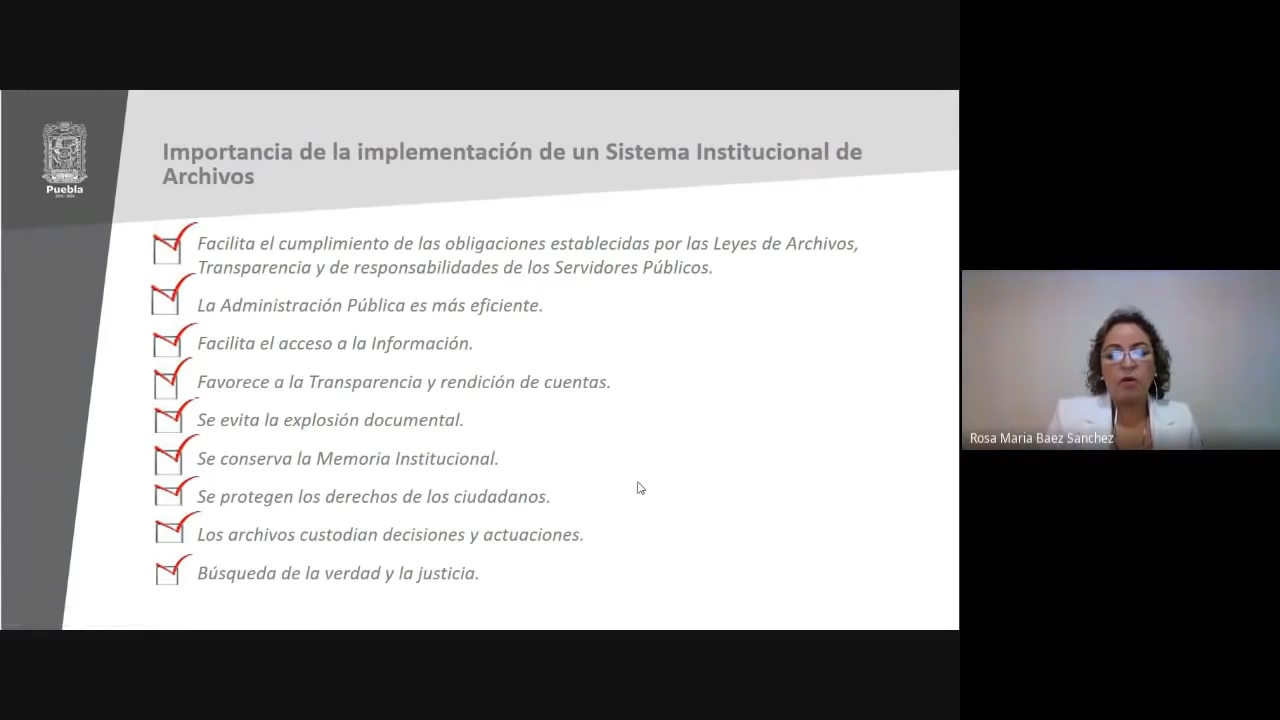 Puebla
Importancia de la implementación de un Sistema Institucional de
Archivos
Facilita el cumplimiento de las obligaciones establecidas por las Leyes de Archivos,
Transparencia y de responsabilidades de los Servidores Públicos.
La Administración Pública es más eficiente.
Facilita el acceso a la Información.
Favorece a la Transparencia y rendición de cuentas.
Se evita la explosión documental.
Se conserva la Memoria Institucional.
Se protegen los derechos de los ciudadanos.
Los archivos custodian decisiones y actuaciones.
Búsqueda de la verdad y la justicia.
Rosa Maria Baez Sanchez